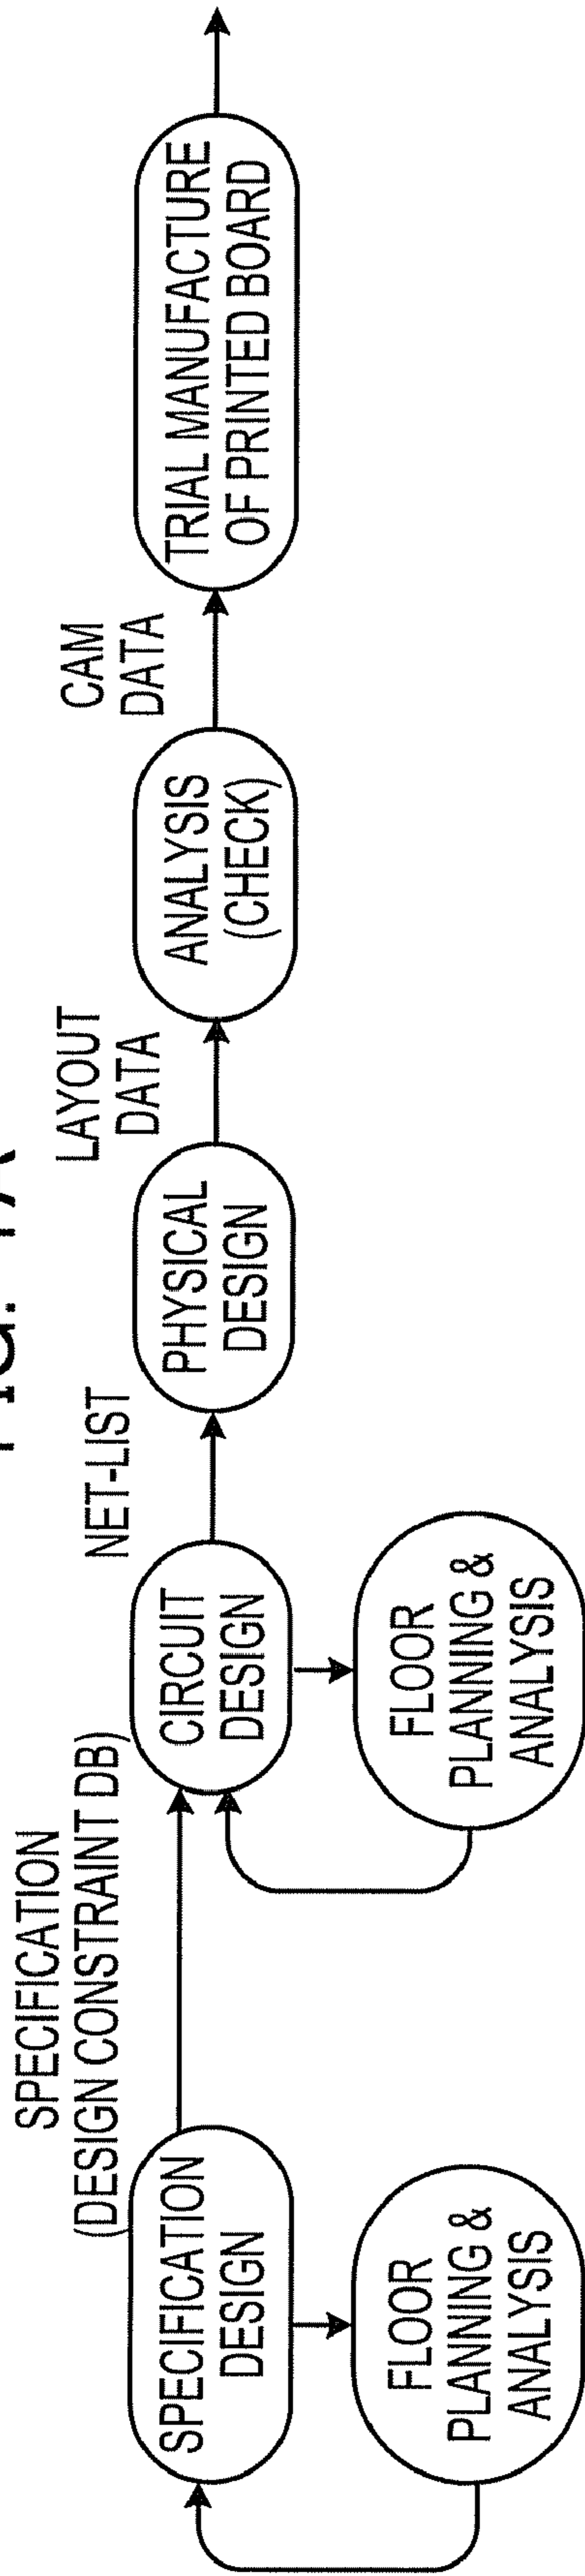 SPECIFICATION
(DESIGN CONSTRAINT DB)
SPECIFICATION
DESIGN
FLOOR
PLANNING &
ANALYSIS
CIRCUIT
DESIGN
FLOOR
PLANNING &
ANALYSIS
NET-LIST
PHYSICAL
DESIGN
LAYOUT
DATA
ANALYSIS
(CHECK)
CAM
DATA
TRIAL MANUFACTURE
OF PRINTED BOARD